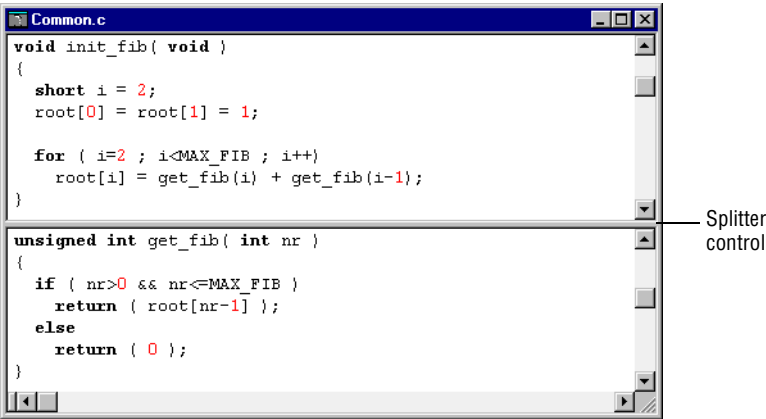 Common.c
void init_fib( void )
{
  short i = 2;
  root[0] = root[1] = 1;

  for ( i=2 ; i<MAX_FIB ; i++)
    root[i] = get_fib(i) + get_fib(i-1);
}
Splitter
control
unsigned int get_fib( int nr )
{
  if ( nr>0 && nr<=MAX_FIB )
    return ( root[nr-1] );
  else
    return ( 0 );
}